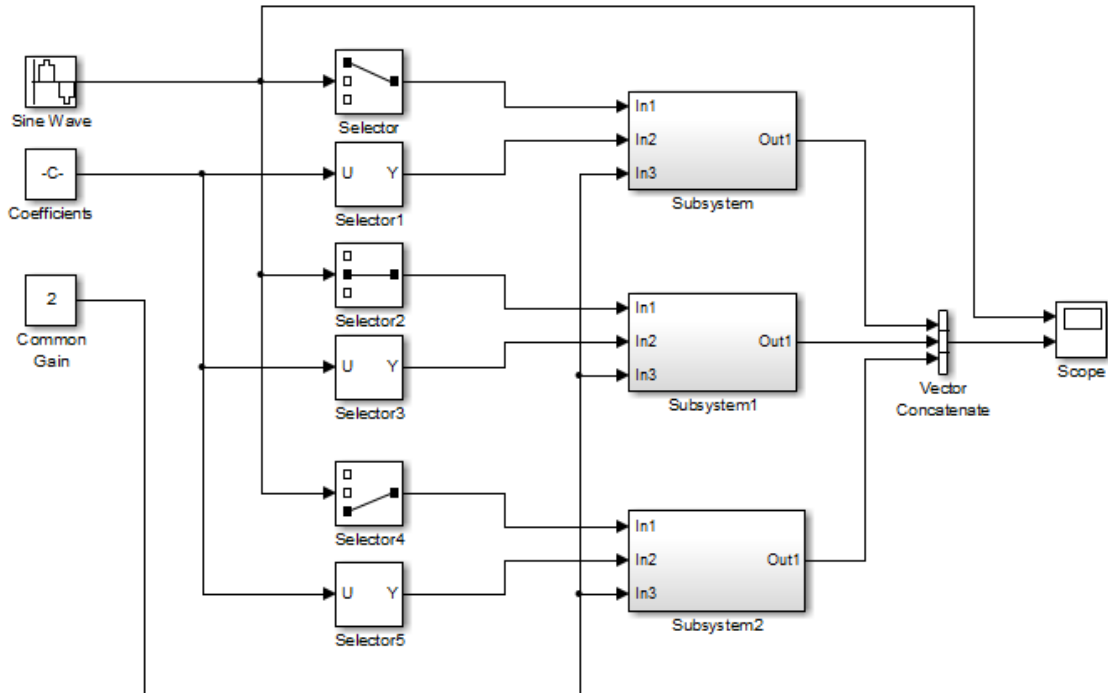 Sine Wave
Selector
In1
In2
In3
Out1
Subsystem
-C-
Coefficients
U Y
Selector1
2
Common
Gain
Selector2
In1
In2
In3
Out1
Subsystem1
U Y
Selector3
Vector
Concatenate
Scope
Selector4
In1
In2
In3
Out1
Subsystem2
U Y
Selector5